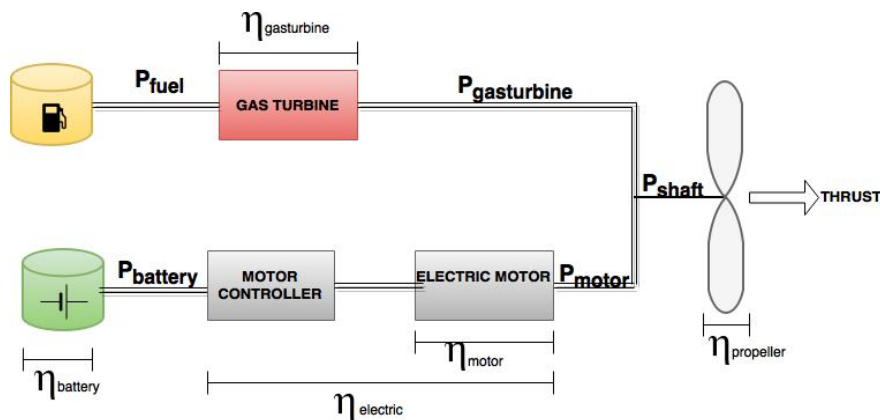 ηgasturbine
Pfuel
GAS TURBINE
Pgasturbine
Pshaft
THRUST
Pbattery
MOTOR
CONTROLLER
ELECTRIC MOTOR
Pmotor
ηbattery
ηmotor
ηelectric
ηpropeller